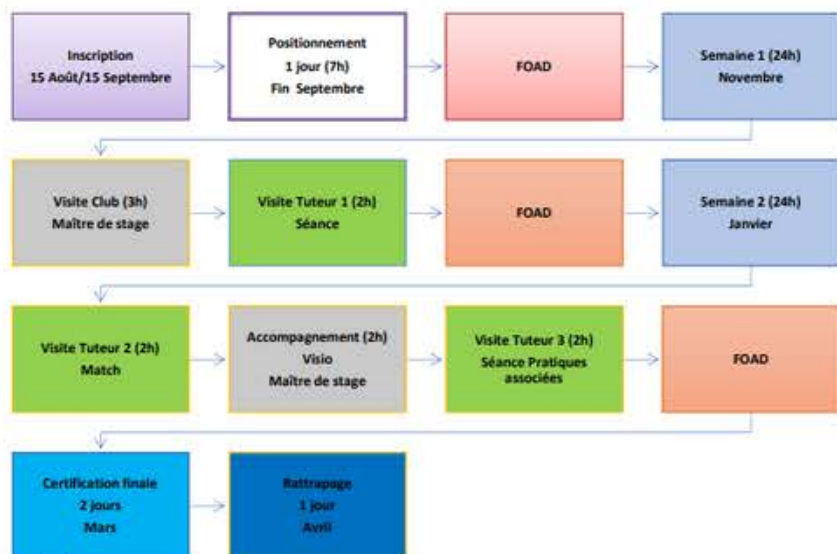 Inscription
15 Août/15 Septembre
Positionnement
1 jour (7h)
Fin Septembre
FOAD
Semaine 1 (24h)
Novembre
Visite Club (3h)
Maître de stage
Visite Tuteur 1 (2h)
Séance
FOAD
Semaine 2 (24h)
Janvier
Visite Tuteur 2 (2h)
Match
Accompagnement (2h)
Visio
Maître de stage
Visite Tuteur 3 (2h)
Séance Pratiques
associées
FOAD
Certification finale
2 jours
Mars
Rattrapage
1 jour
Avril